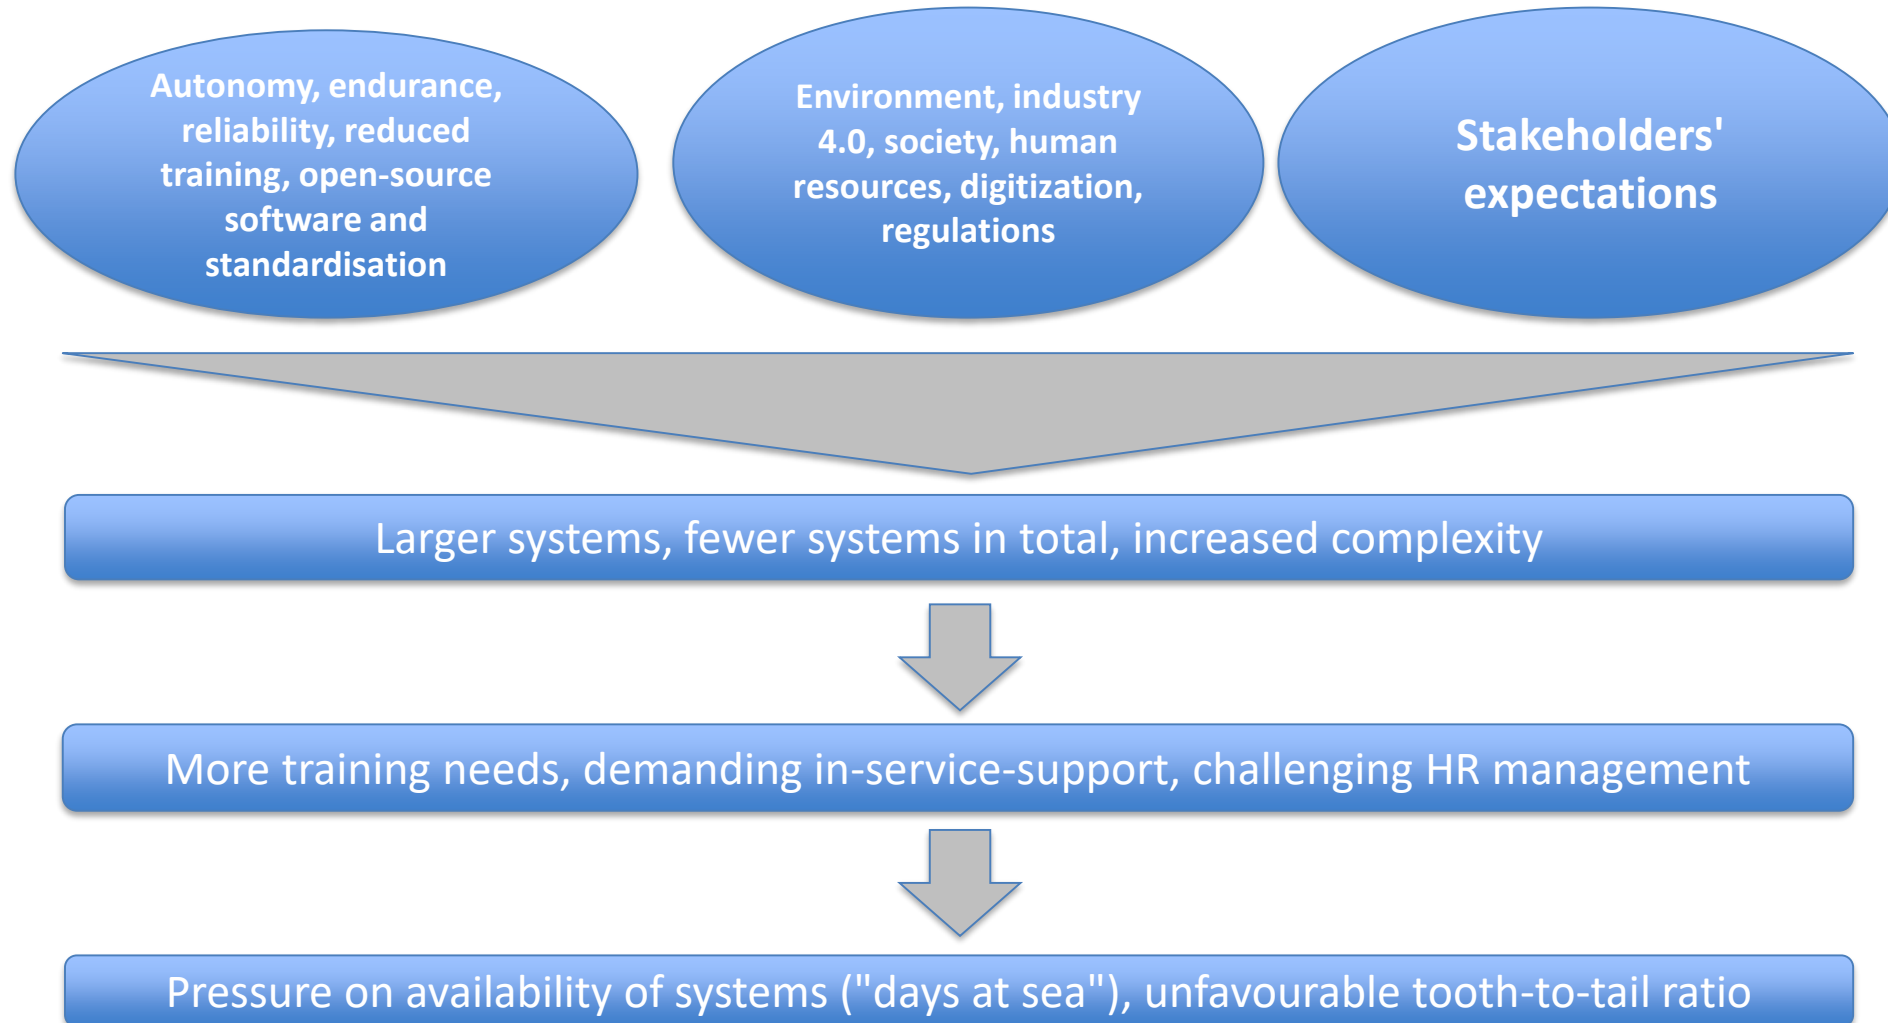 Autonomy, endurance,
reliability, reduced
training, open-source
software and
standardisation
Environment, industry
4.0, society, human
resources, digitization,
regulations
Stakeholders'
expectations
Larger systems, fewer systems in total, increased complexity
More training needs, demanding in-service-support, challenging HR management
Pressure on availability of systems ("days at sea"), unfavourable tooth-to-tail ratio